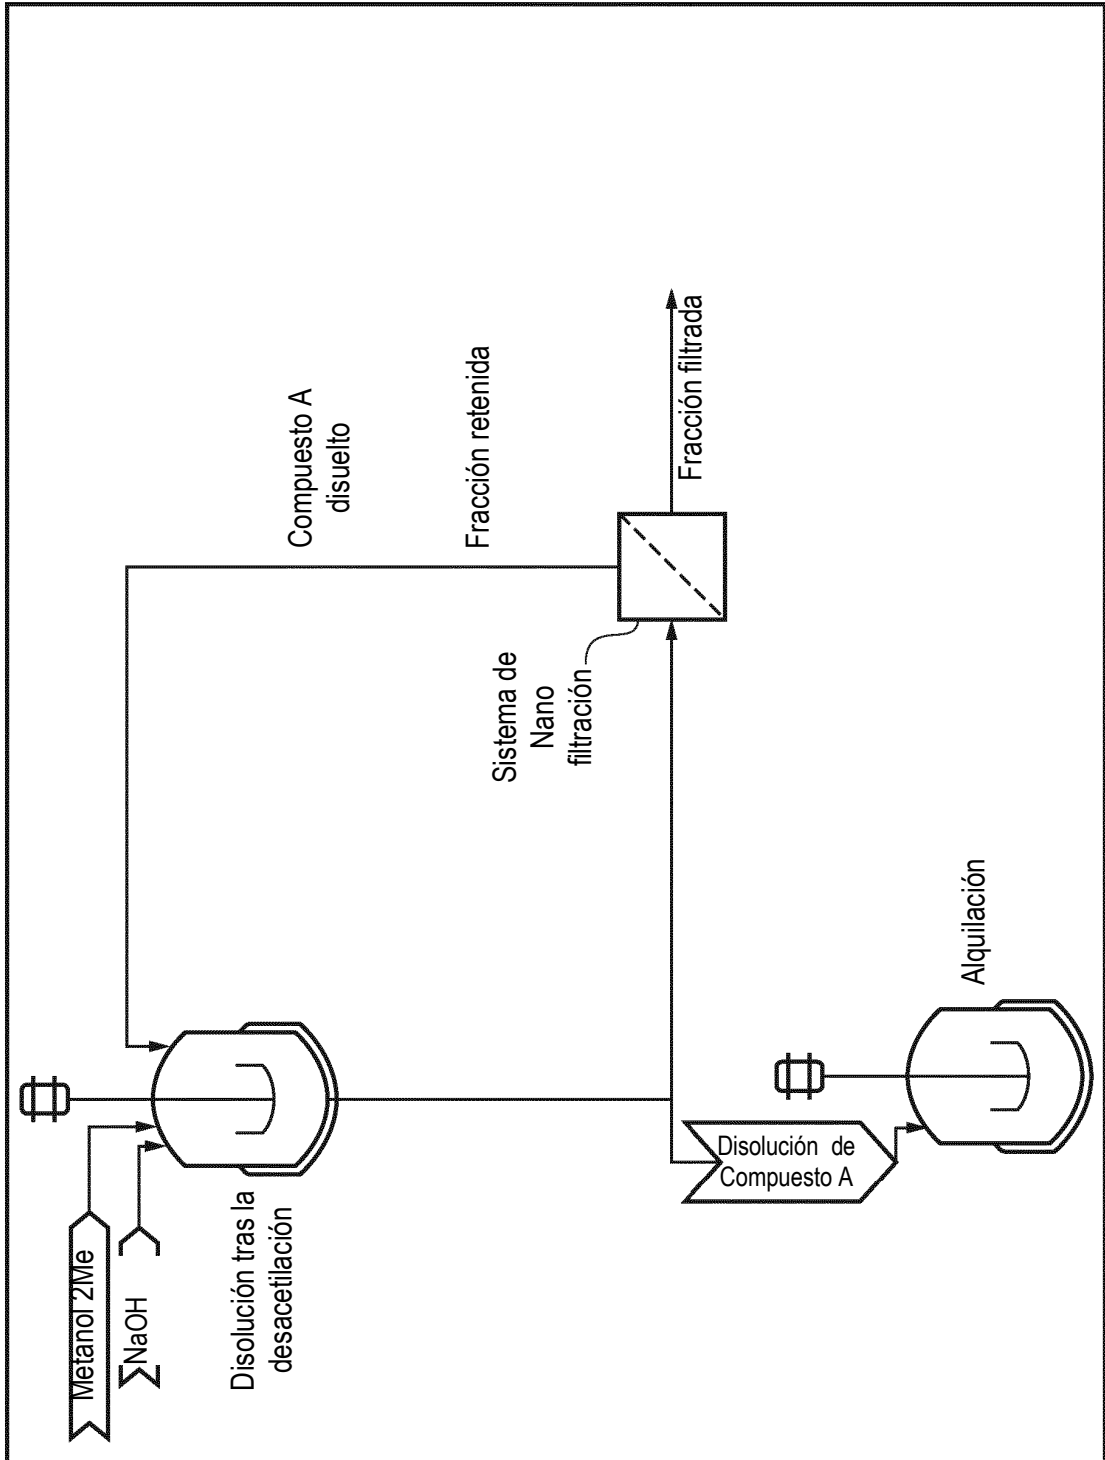 Metanol 2Me
NaOH
Disolución tras la
desacetilación
Compuesto A
disuelto
Fracción retenida
Sistema de
Nano
filtración
Fracción filtrada
Disolución de
Compuesto A
Alquilación